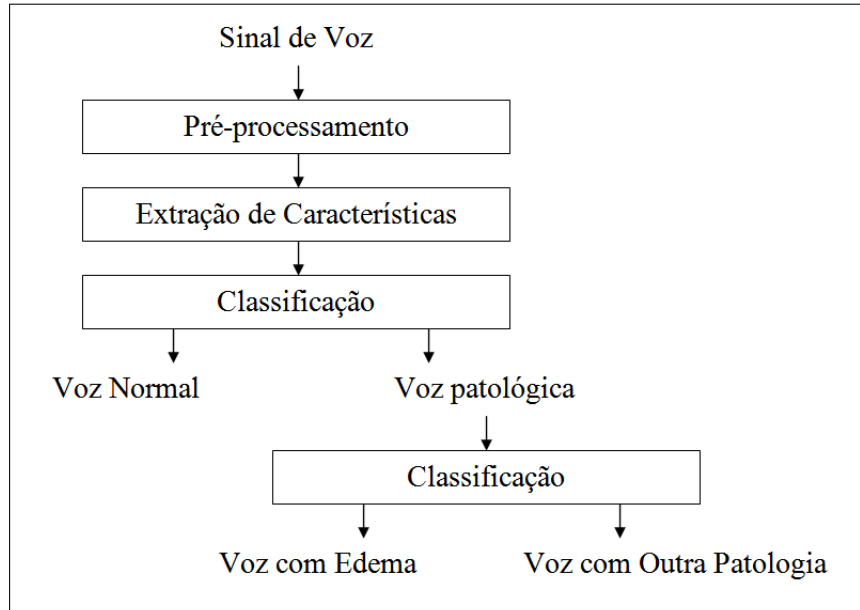 Sinal de Voz
Pré-processamento
Extração de Características
Classificação
Voz Normal
Voz patológica
Classificação
Voz com Edema
Voz com Outra Patologia